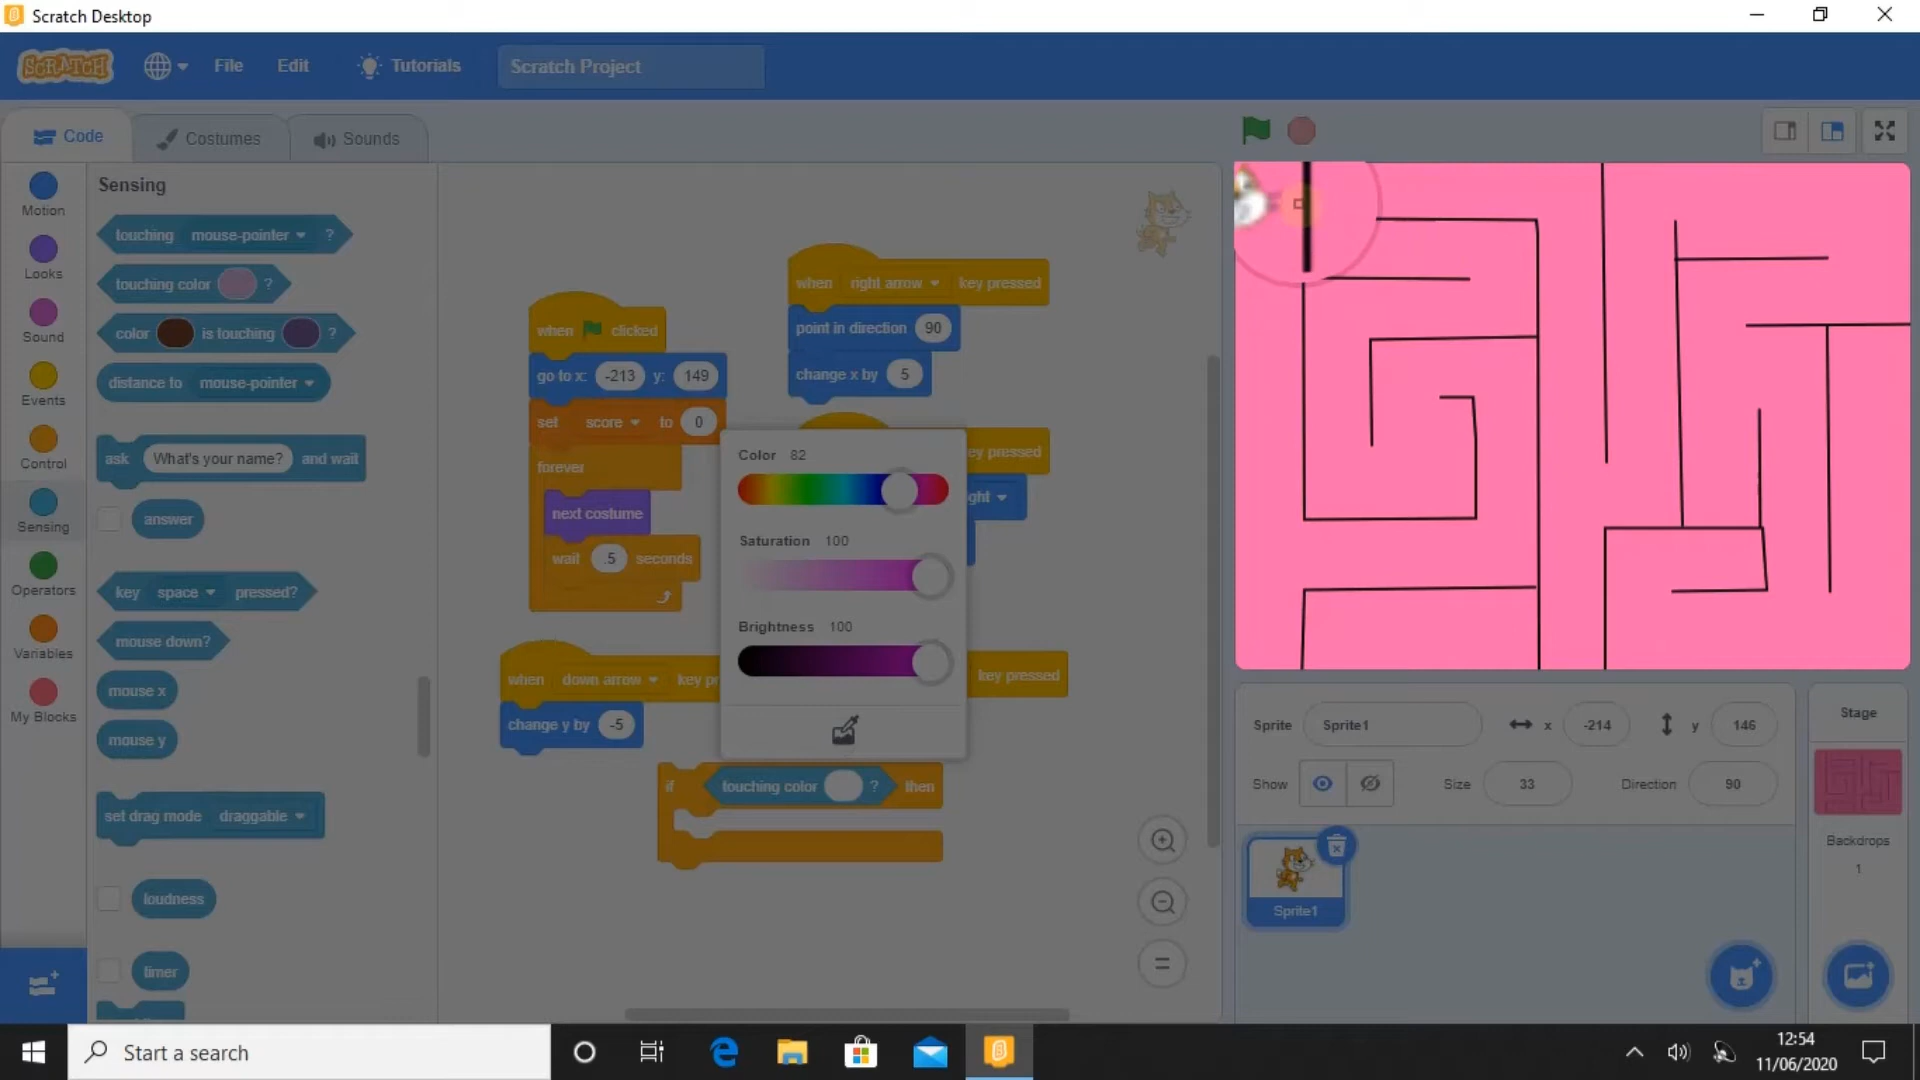 Scratch Desktop
SCRATCH
File
Edit
Tutorials
Scratch Project
Code
Costumes
Sounds
Motion
Looks
Sound
Events
Control
Sensing
Operators
Variables
My Blocks
Sensing
touching mouse-pointer ?
touching color ?
color is touching ?
distance to mouse-pointer
ask What's your name? and wait
answer
key space pressed?
mouse down?
mouse x
mouse y
set drag mode draggable
loudness
timer
when clicked
go to x: -213 y: 149
set score to 0
forever
next costume
wait .5 seconds
when down arrow key pr
change y by -5
when right arrow key pressed
point in direction 90
change x by 5
ey pressed
ght
key pressed
if touching color ? then
Color 82
Saturation 100
Brightness 100
Sprite Sprite1 x -214 y 146
Show Size 33 Direction 90
Sprite1
Stage
Backdrops
1
Start a search
12:54
11/06/2020